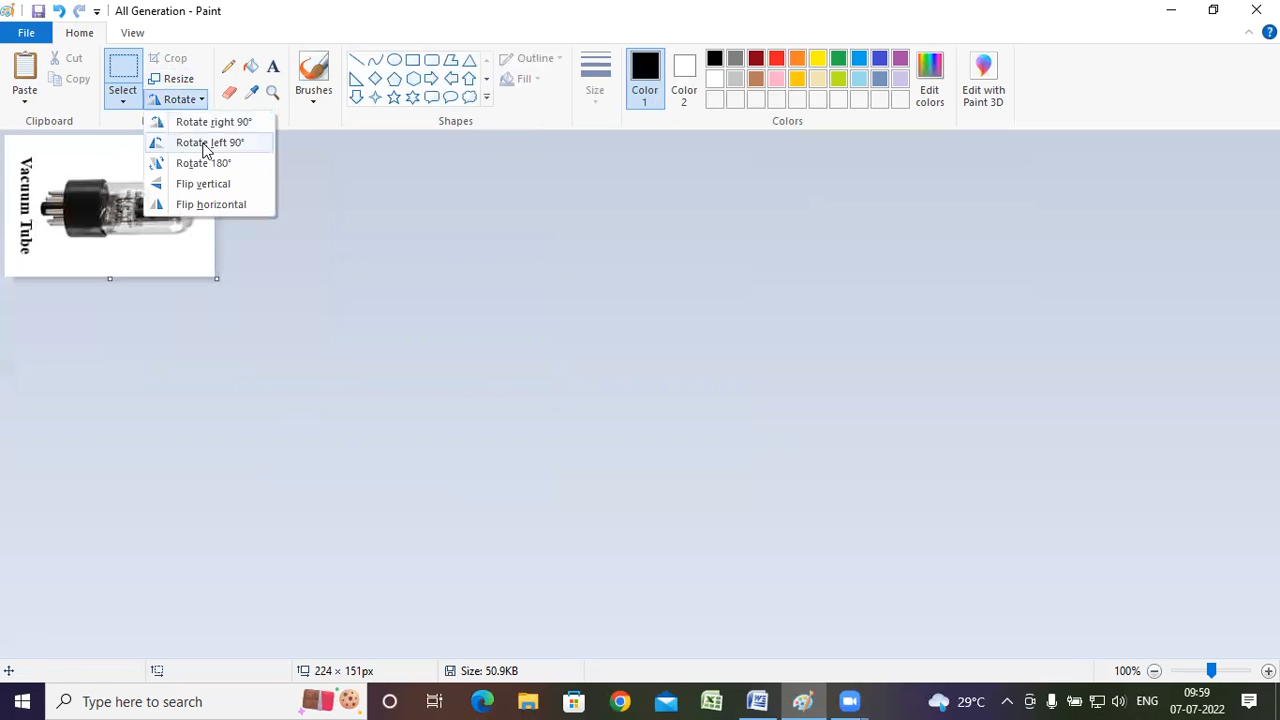 All Generation - Paint
File
Home
View
Paste
Cut
Copy
Clipboard
Select
Crop
Resize
Rotate
Brushes
Outline
Fill
Shapes
Size
Color 1
Color 2
Edit colors
Edit with Paint 3D
Colors
Rotate right 90°
Rotate left 90°
Rotate 180°
Flip vertical
Flip horizontal
Vacuum Tube
224 × 151px
Size: 50.9KB
100%
Type here to search
29°C
ENG
09:59
07-07-2022